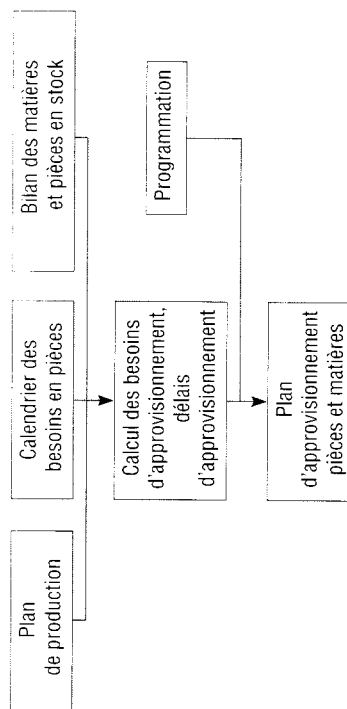 Plan
de production
Calendrier des
besoins en pièces
Bilan des matières
et pièces en stock
Calcul des besoins
d'approvisionnement,
délais
d'approvisionnement
Programmation
Plan
d'approvisionnement
pièces et matières